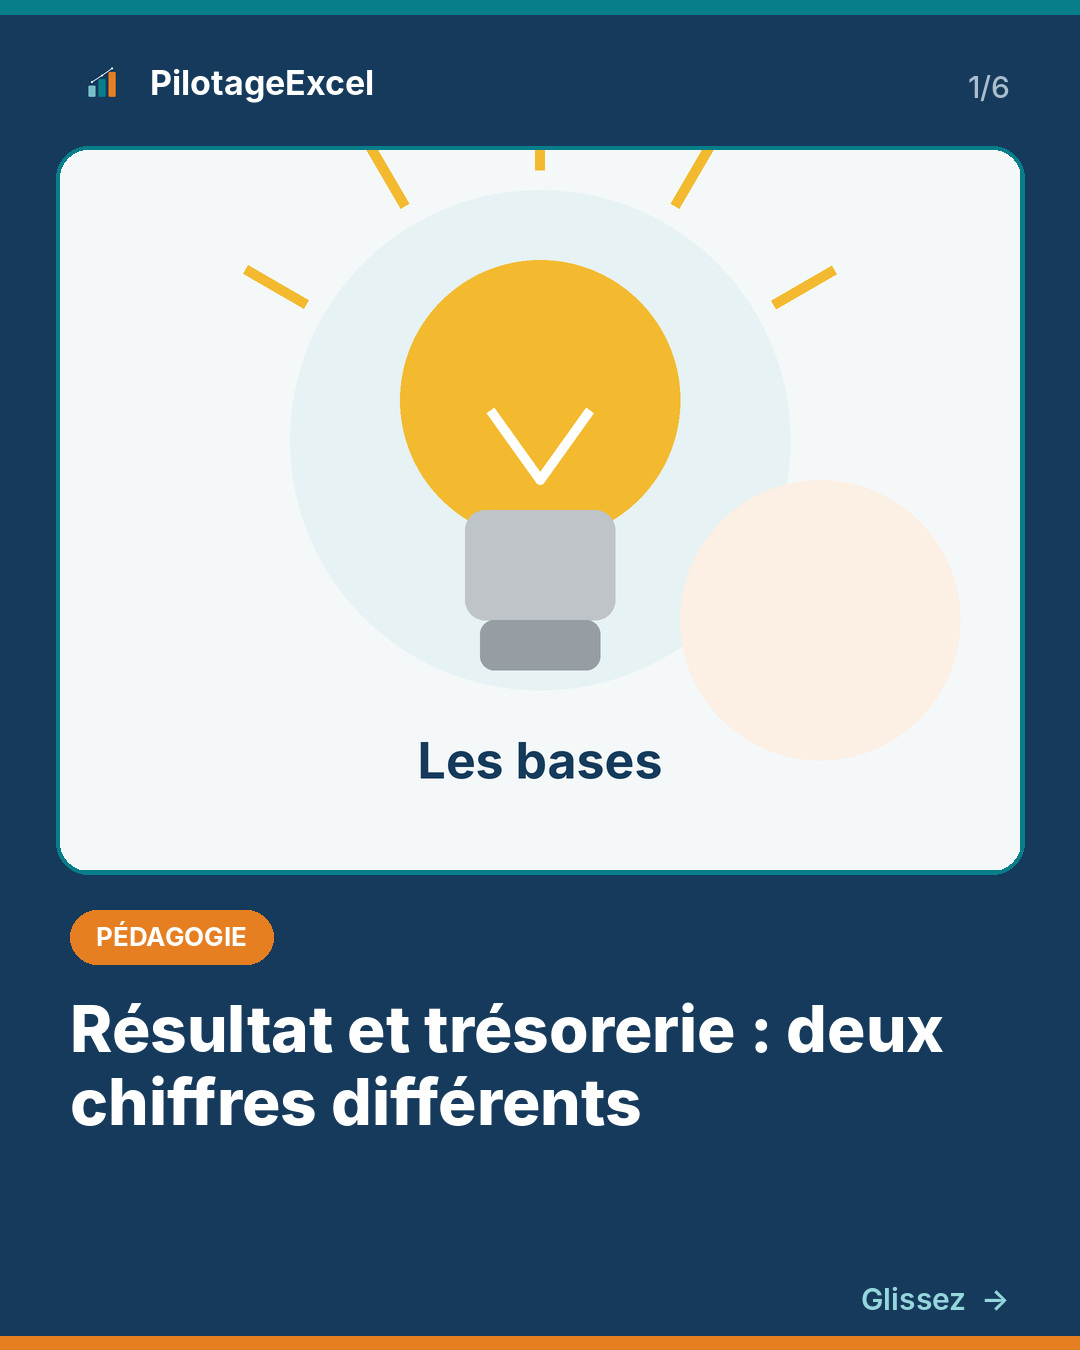 PilotageExcel
1/6
Les bases
PÉDAGOGIE
Résultat et trésorerie : deux
chiffres différents
Glissez →